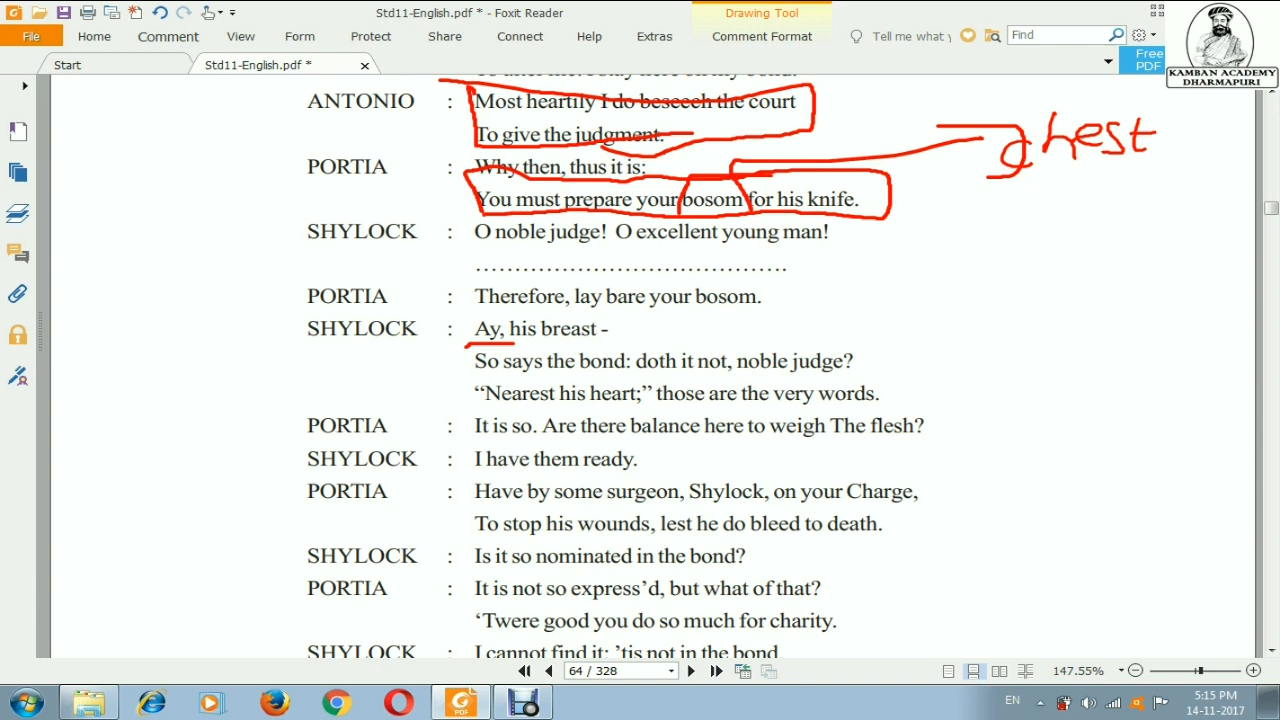 Std11-English.pdf * - Foxit Reader
Drawing Tool
File
Home
Comment
View
Form
Protect
Share
Connect
Help
Extras
Comment Format
Tell me what y
Find
Start
Std11-English.pdf *
Free
PDF
KAMBAN ACADEMY
DHARMAPURI
ANTONIO : Most heartily I do beseech the court
To give the judgment.
chest
PORTIA : Why then, thus it is:
You must prepare your bosom for his knife.
SHYLOCK : O noble judge! O excellent young man!
…………………………………….
PORTIA : Therefore, lay bare your bosom.
SHYLOCK : Ay, his breast -
So says the bond: doth it not, noble judge?
“Nearest his heart;” those are the very words.
PORTIA : It is so. Are there balance here to weigh The flesh?
SHYLOCK : I have them ready.
PORTIA : Have by some surgeon, Shylock, on your Charge,
To stop his wounds, lest he do bleed to death.
SHYLOCK : Is it so nominated in the bond?
PORTIA : It is not so express’d, but what of that?
‘Twere good you do so much for charity.
SHYLOCK : I cannot find it; ’tis not in the bond.
64 / 328
147.55%
EN
5:15 PM
14-11-2017